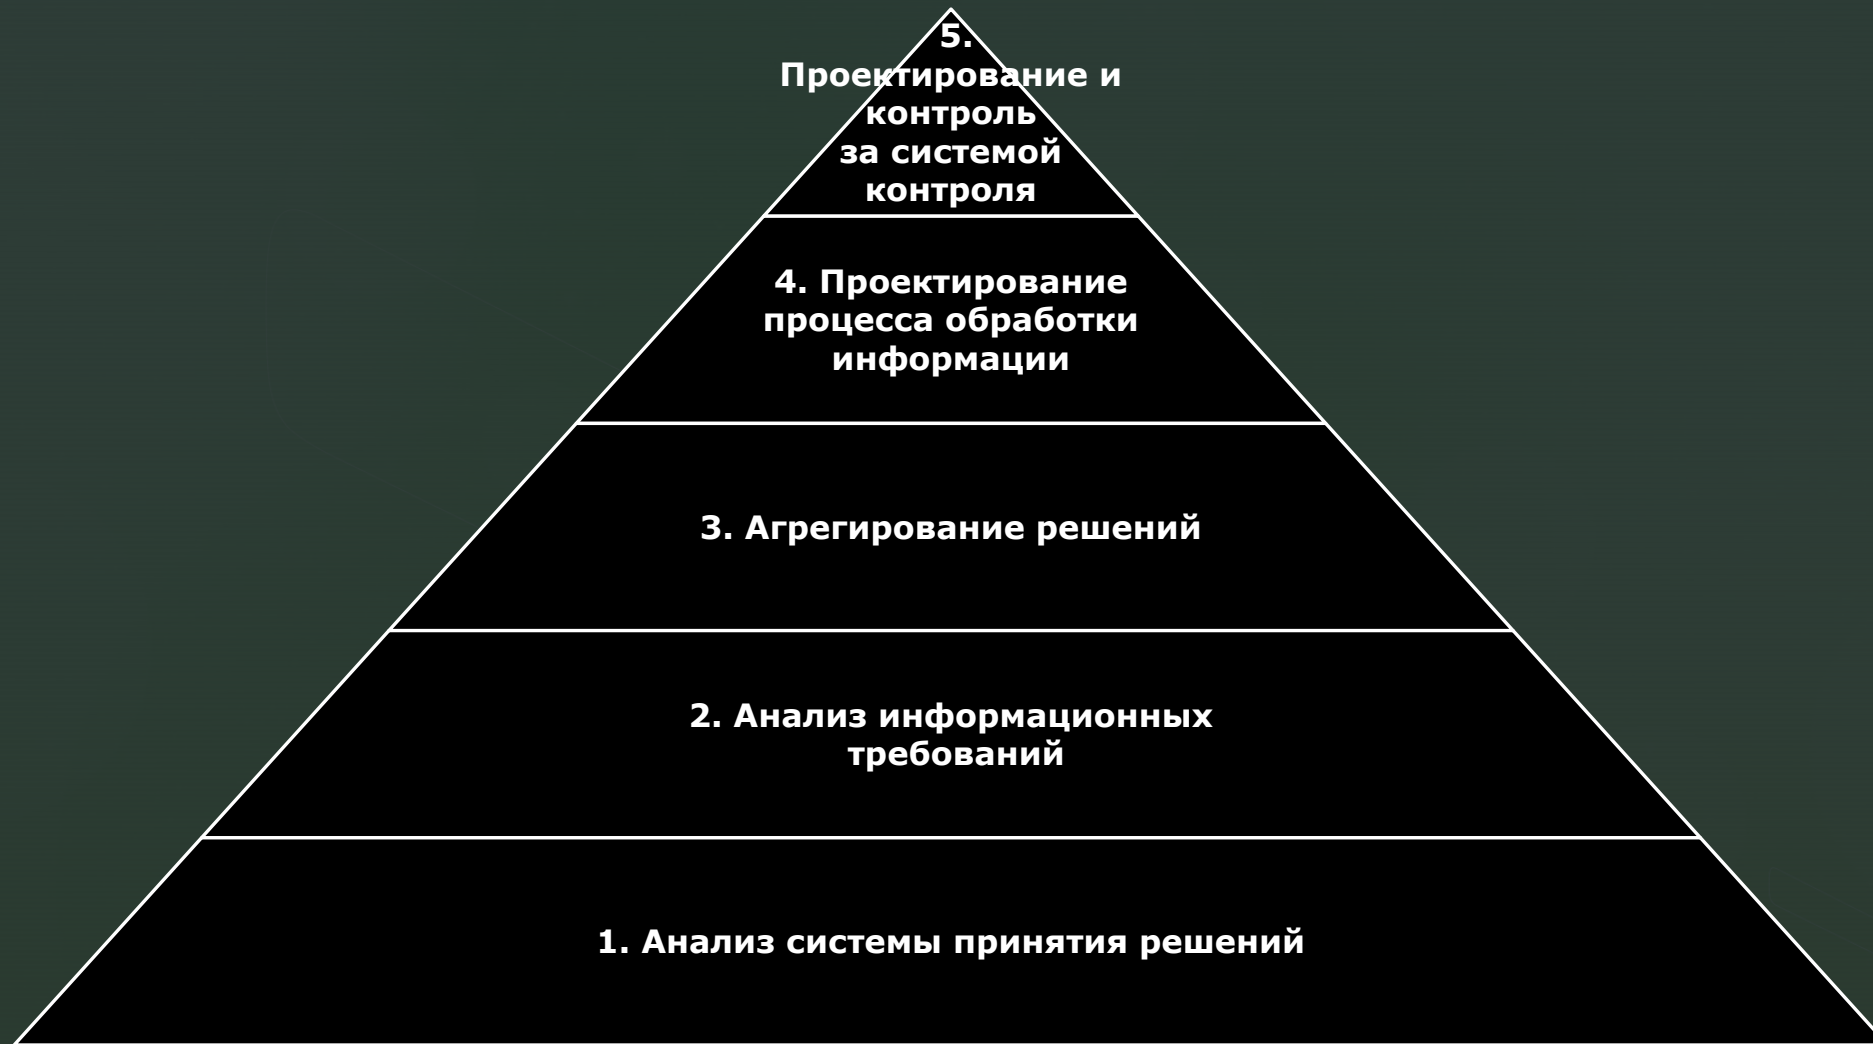 5.
Проектирование и
контроль
за системой
контроля
4. Проектирование
процесса обработки
информации
3. Агрегирование решений
2. Анализ информационных
требований
1. Анализ системы принятия решений